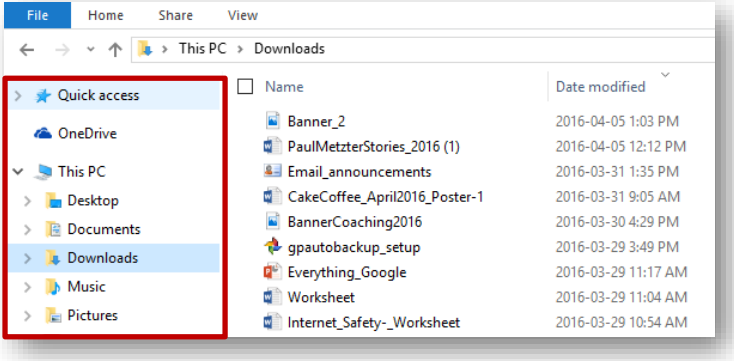 File Home Share View
This PC > Downloads
Name Date modified
Quick access
OneDrive
This PC
Desktop
Documents
Downloads
Music
Pictures
Banner_2 2016-04-05 1:03 PM
PaulMetzterStories_2016 (1) 2016-04-05 12:12 PM
Email_announcements 2016-03-31 1:35 PM
CakeCoffee_April2016_Poster-1 2016-03-31 9:05 AM
BannerCoaching2016 2016-03-30 4:29 PM
gpautobackup_setup 2016-03-29 3:49 PM
Everything_Google 2016-03-29 11:17 AM
Worksheet 2016-03-29 11:04 AM
Internet_Safety-_Worksheet 2016-03-29 10:54 AM